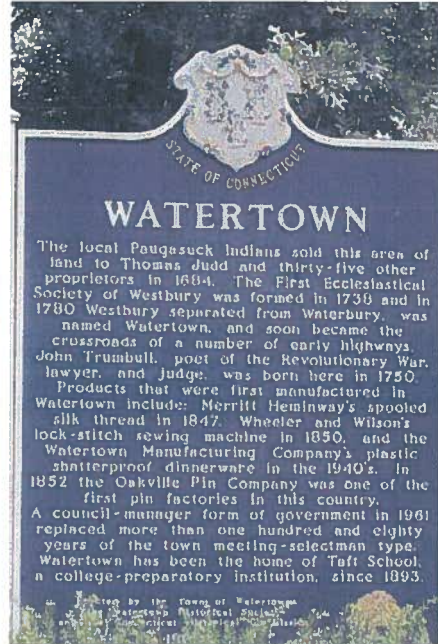 STATE OF CONNECTICUT
WATERTOWN
The local Paugasuck Indians sold this area of
land to Thomas Judd and thirty-five other
proprietors in 1684. The First Ecclesiastical
Society of Westbury was formed in 1738 and in
1780 Westbury separated from Waterbury, was
named Watertown, and soon became the
crossroads of a number of early highways.
John Trumbull, poet of the Revolutionary War,
lawyer, and judge, was born here in 1750.
Products that were first manufactured in
Watertown include: Merritt Heminway's spooled
silk thread in 1847, Wheeler and Wilson's
lock-stitch sewing machine in 1850, and the
Watertown Manufacturing Company's plastic
shatterproof dinnerware in the 1940's. In
1852 the Oakville Pin Company was one of the
first pin factories in this country.
A council-manager form of government in 1961
replaced more than one hundred and eighty
years of the town meeting-selectman type.
Watertown has been the home of Taft School,
a college-preparatory institution, since 1893.
by the Town of Watertown
Watertown Historical Society
Historical